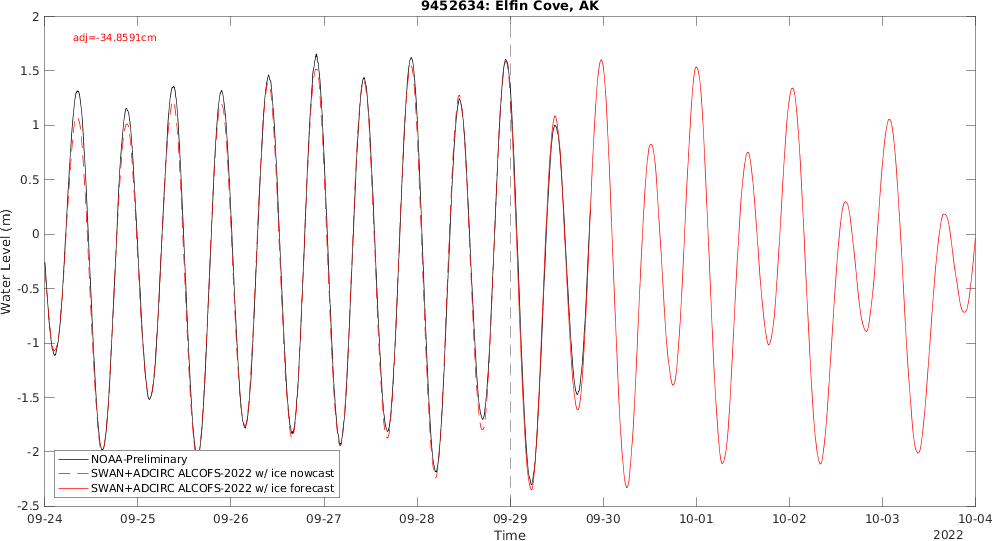 9452634: Elfin Cove, AK
adj=-34.8591cm
2
1.5
1
0.5
0
-0.5
-1
-1.5
-2
-2.5
Water Level (m)
NOAA-Preliminary
SWAN+ADCIRC ALCOFS-2022 w/ ice nowcast
SWAN+ADCIRC ALCOFS-2022 w/ ice forecast
09-24 09-25 09-26 09-27 09-28 09-29 09-30 10-01 10-02 10-03 10-04
Time
2022